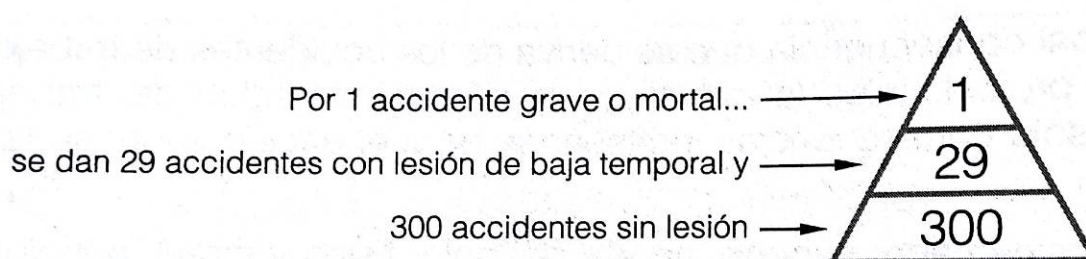 Por 1 accidente grave o mortal... 1
se dan 29 accidentes con lesión de baja temporal y 29
300 accidentes sin lesión 300